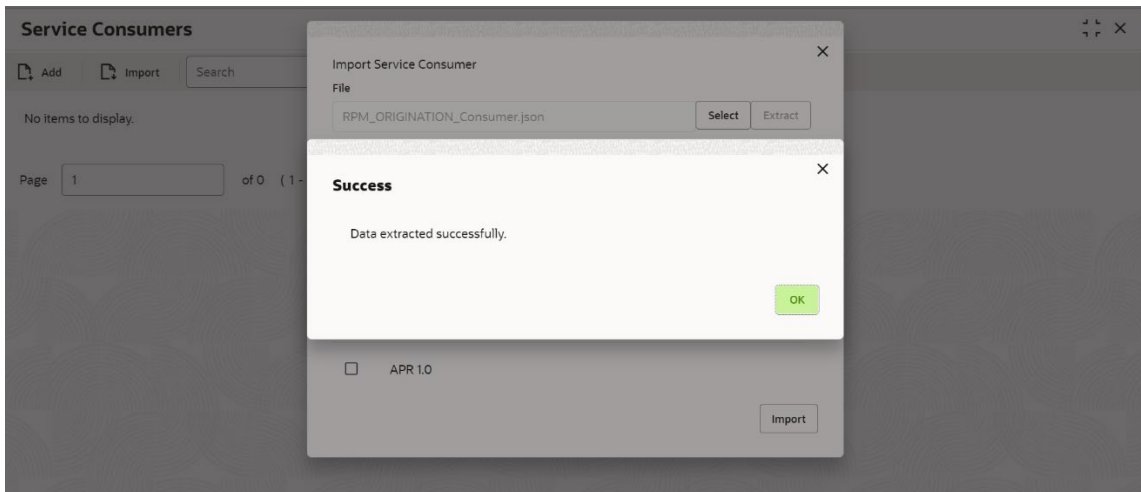 Service Consumers
Add Import Search
No items to display.
Page 1 of 0 (1 -
Import Service Consumer
File
RPM_ORIGINATION_Consumer.json Select Extract
Success
Data extracted successfully.
OK
APR 1.0
Import